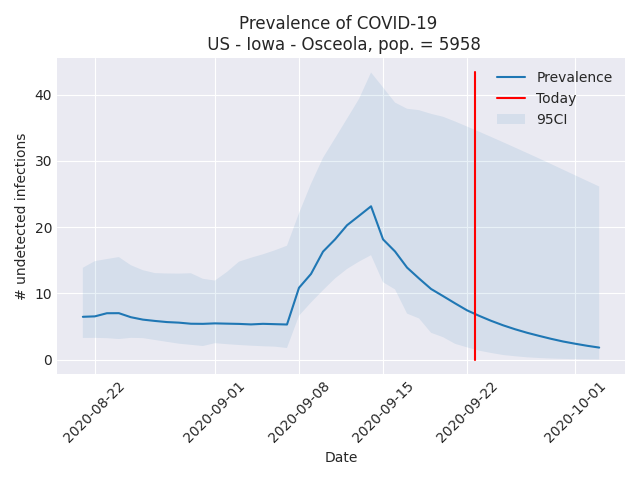 Prevalence of COVID-19
US - Iowa - Osceola, pop. = 5958
Prevalence
Today
95CI
# undetected infections
40
30
20
10
0
2020-08-22
2020-09-01
2020-09-08
2020-09-15
2020-09-22
2020-10-01
Date